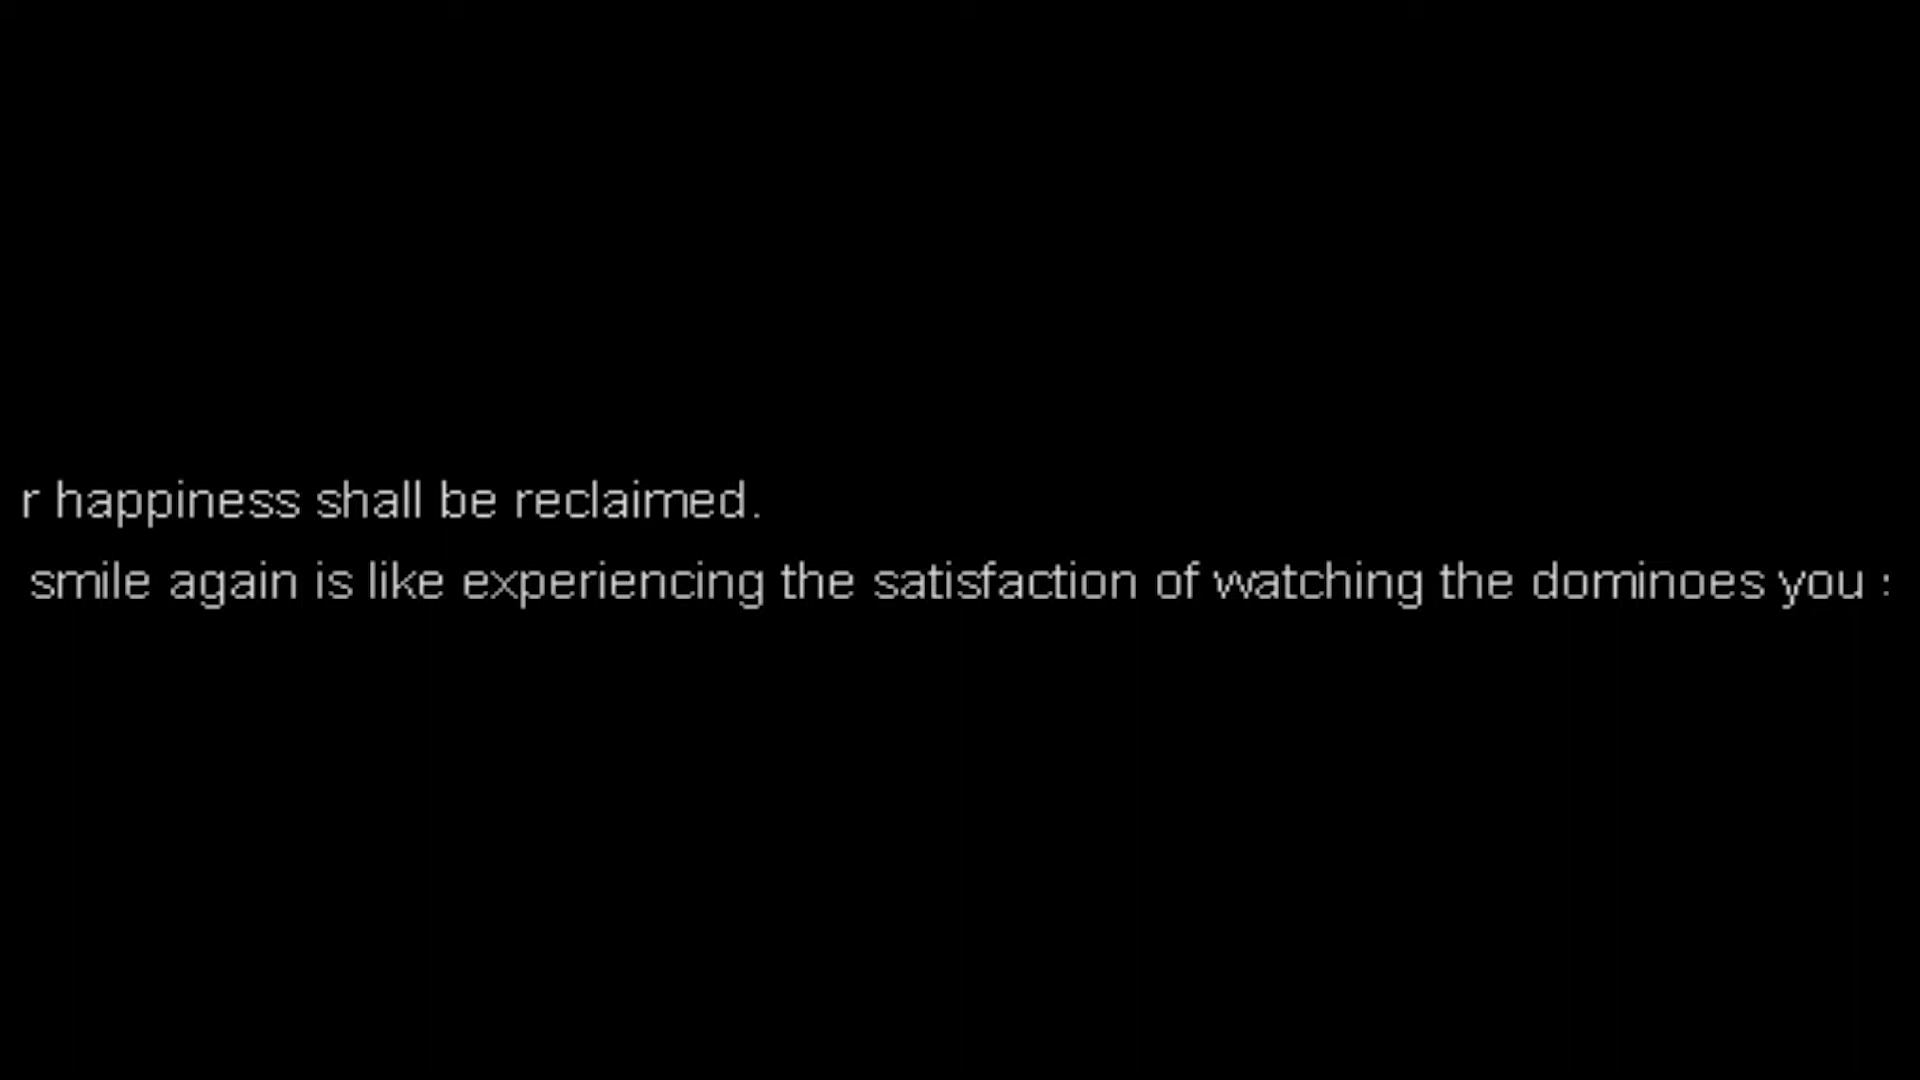 r happiness shall be reclaimed.
smile again is like experiencing the satisfaction of watching the dominoes you